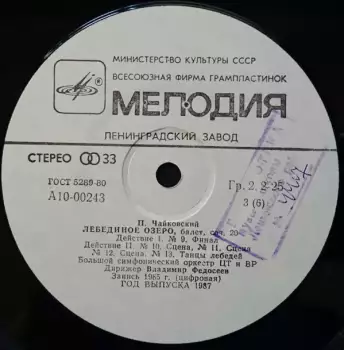 МИНИСТЕРСТВО КУЛЬТУРЫ СССР
ВСЕСОЮЗНАЯ ФИРМА ГРАМПЛАСТИНОК
МЕЛОДИЯ
ЛЕНИНГРАДСКИЙ ЗАВОД
СТЕРЕО 33
ГОСТ 5289-80
Гр. 2. 2-25
А10-00243
3 (6)
П. Чайковский
ЛЕБЕДИНОЕ ОЗЕРО, балет, соч. 20
Действие I. № 9. Финал
Действие II. № 10. Сцена, № 11. Сцена
№ 12. Сцена. № 13. Танцы лебедей
Большой симфонический оркестр ЦТ и ВР
Дирижер Владимир Федосеев
Запись 1985 г. (цифровая)
ГОД ВЫПУСКА 1987